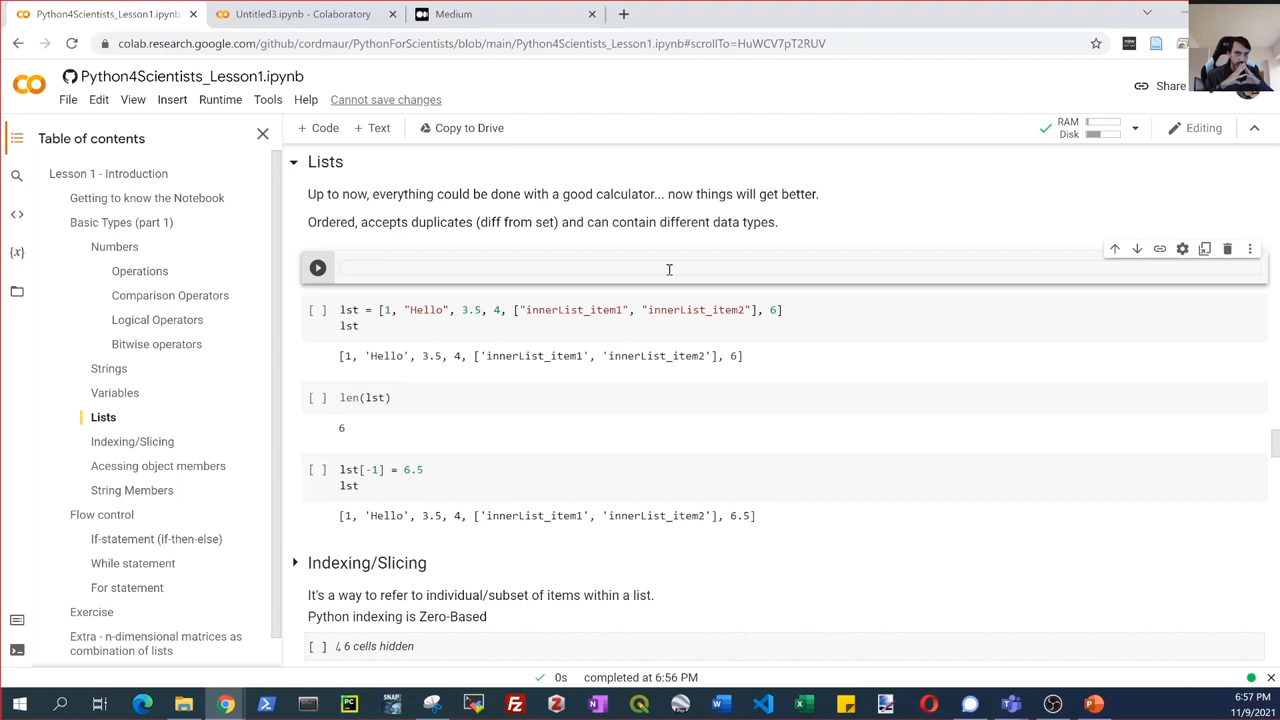 Python4Scientists_Lesson1.ipynb
Untitled3.ipynb - Colaboratory
Medium
colab.research.google.com/github/cordmaur/PythonForScientists/blob/main/Python4Scientists_Lesson1.ipynb#scrollTo=HuWCV7pT2RUV
Python4Scientists_Lesson1.ipynb
File Edit View Insert Runtime Tools Help Cannot save changes
Share
Table of contents
+ Code + Text Copy to Drive
RAM
Disk
Editing
Lesson 1 - Introduction
Getting to know the Notebook
Basic Types (part 1)
Numbers
Operations
Comparison Operators
Logical Operators
Bitwise operators
Strings
Variables
Lists
Indexing/Slicing
Acessing object members
String Members
Flow control
If-statement (if-then-else)
While statement
For statement
Exercise
Extra - n-dimensional matrices as
combination of lists
Lists
Up to now, everything could be done with a good calculator... now things will get better.
Ordered, accepts duplicates (diff from set) and can contain different data types.
[ ] lst = [1, "Hello", 3.5, 4, ["innerList_item1", "innerList_item2"], 6]
lst
[1, 'Hello', 3.5, 4, ['innerList_item1', 'innerList_item2'], 6]
[ ] len(lst)
6
[ ] lst[-1] = 6.5
lst
[1, 'Hello', 3.5, 4, ['innerList_item1', 'innerList_item2'], 6.5]
Indexing/Slicing
It's a way to refer to individual/subset of items within a list.
Python indexing is Zero-Based
[ ] ↳ 6 cells hidden
0s completed at 6:56 PM
6:57 PM
11/9/2021